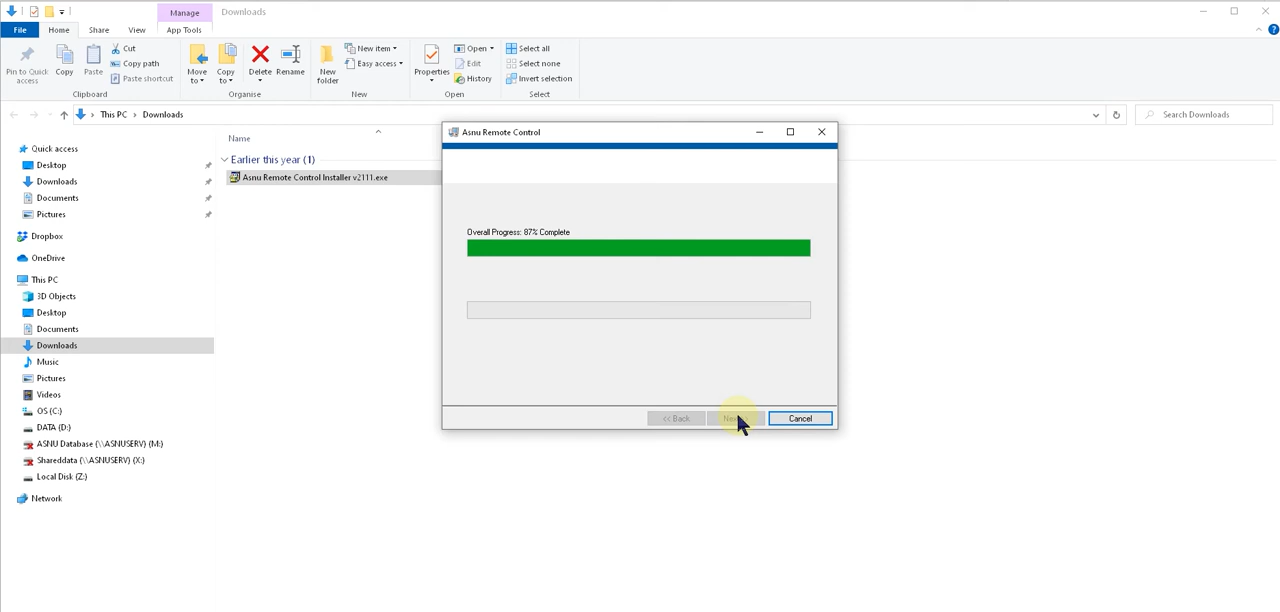 Manage
Downloads
File
Home
Share
View
App Tools
Pin to Quick access
Copy
Paste
Cut
Copy path
Paste shortcut
Clipboard
Move to
Copy to
Delete
Rename
Organise
New folder
New item
Easy access
New
Properties
Open
Edit
History
Open
Select all
Select none
Invert selection
Select
This PC
Downloads
Search Downloads
Name
Quick access
Desktop
Downloads
Documents
Pictures
Dropbox
OneDrive
This PC
3D Objects
Desktop
Documents
Downloads
Music
Pictures
Videos
OS (C:)
DATA (D:)
ASNU Database (\\ASNUSERV) (M:)
Shareddata (\\ASNUSERV) (X:)
Local Disk (Z:)
Network
Earlier this year (1)
Asnu Remote Control Installer v2111.exe
Asnu Remote Control
Overall Progress: 87% Complete
<< Back
Cancel